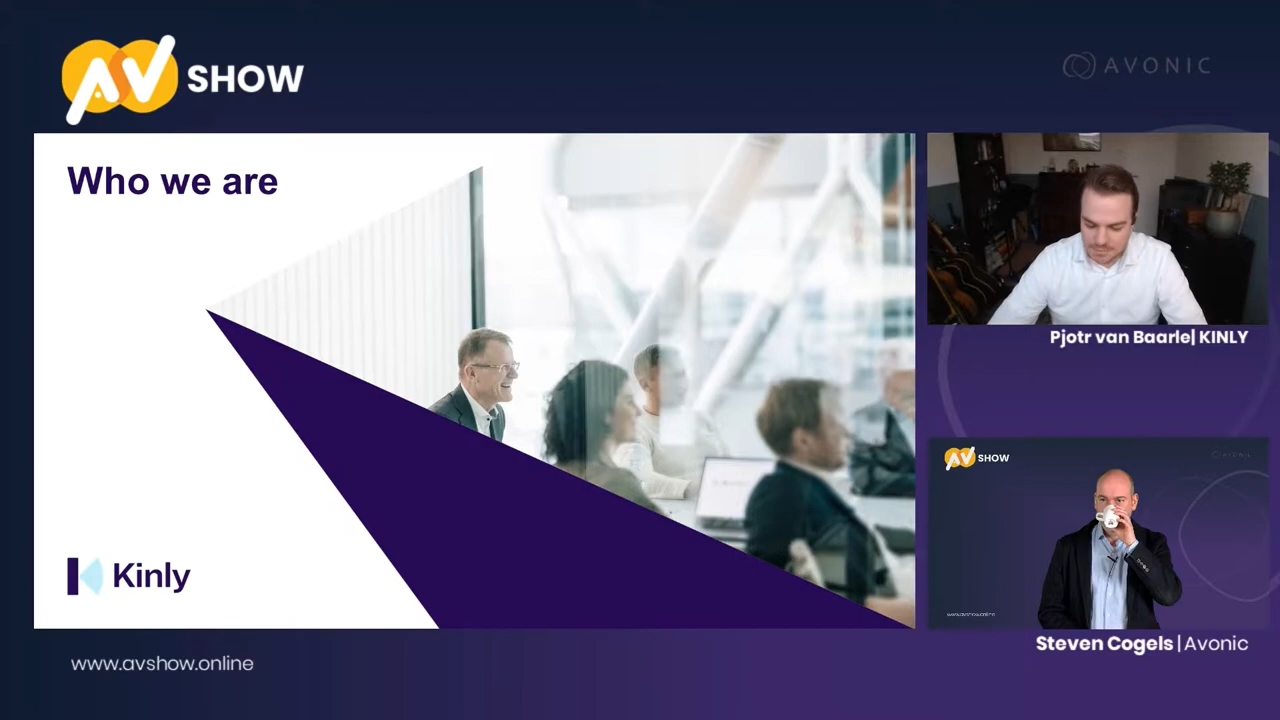 AV SHOW
AVONIC
Who we are
Kinly
Pjotr van Baarle| KINLY
AV SHOW
Steven Cogels | Avonic
www.avshow.online